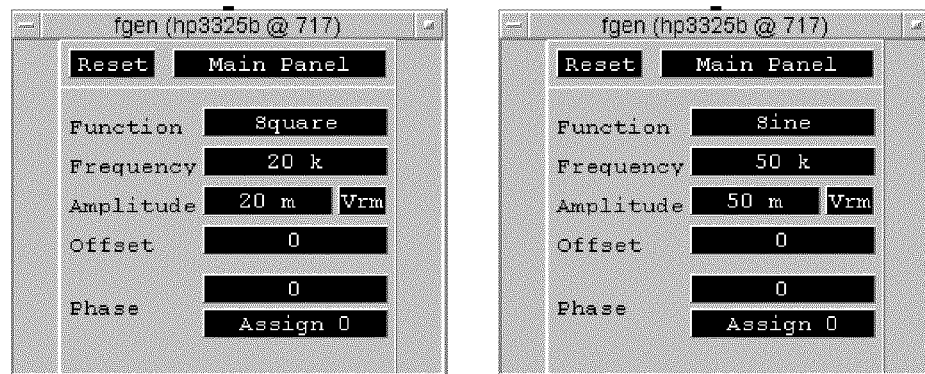 fgen (hp3325b @ 717)
Reset Main Panel
Function Square
Frequency 20 k
Amplitude 20 m Vrm
Offset 0
Phase 0
Assign 0
fgen (hp3325b @ 717)
Reset Main Panel
Function Sine
Frequency 50 k
Amplitude 50 m Vrm
Offset 0
Phase 0
Assign 0